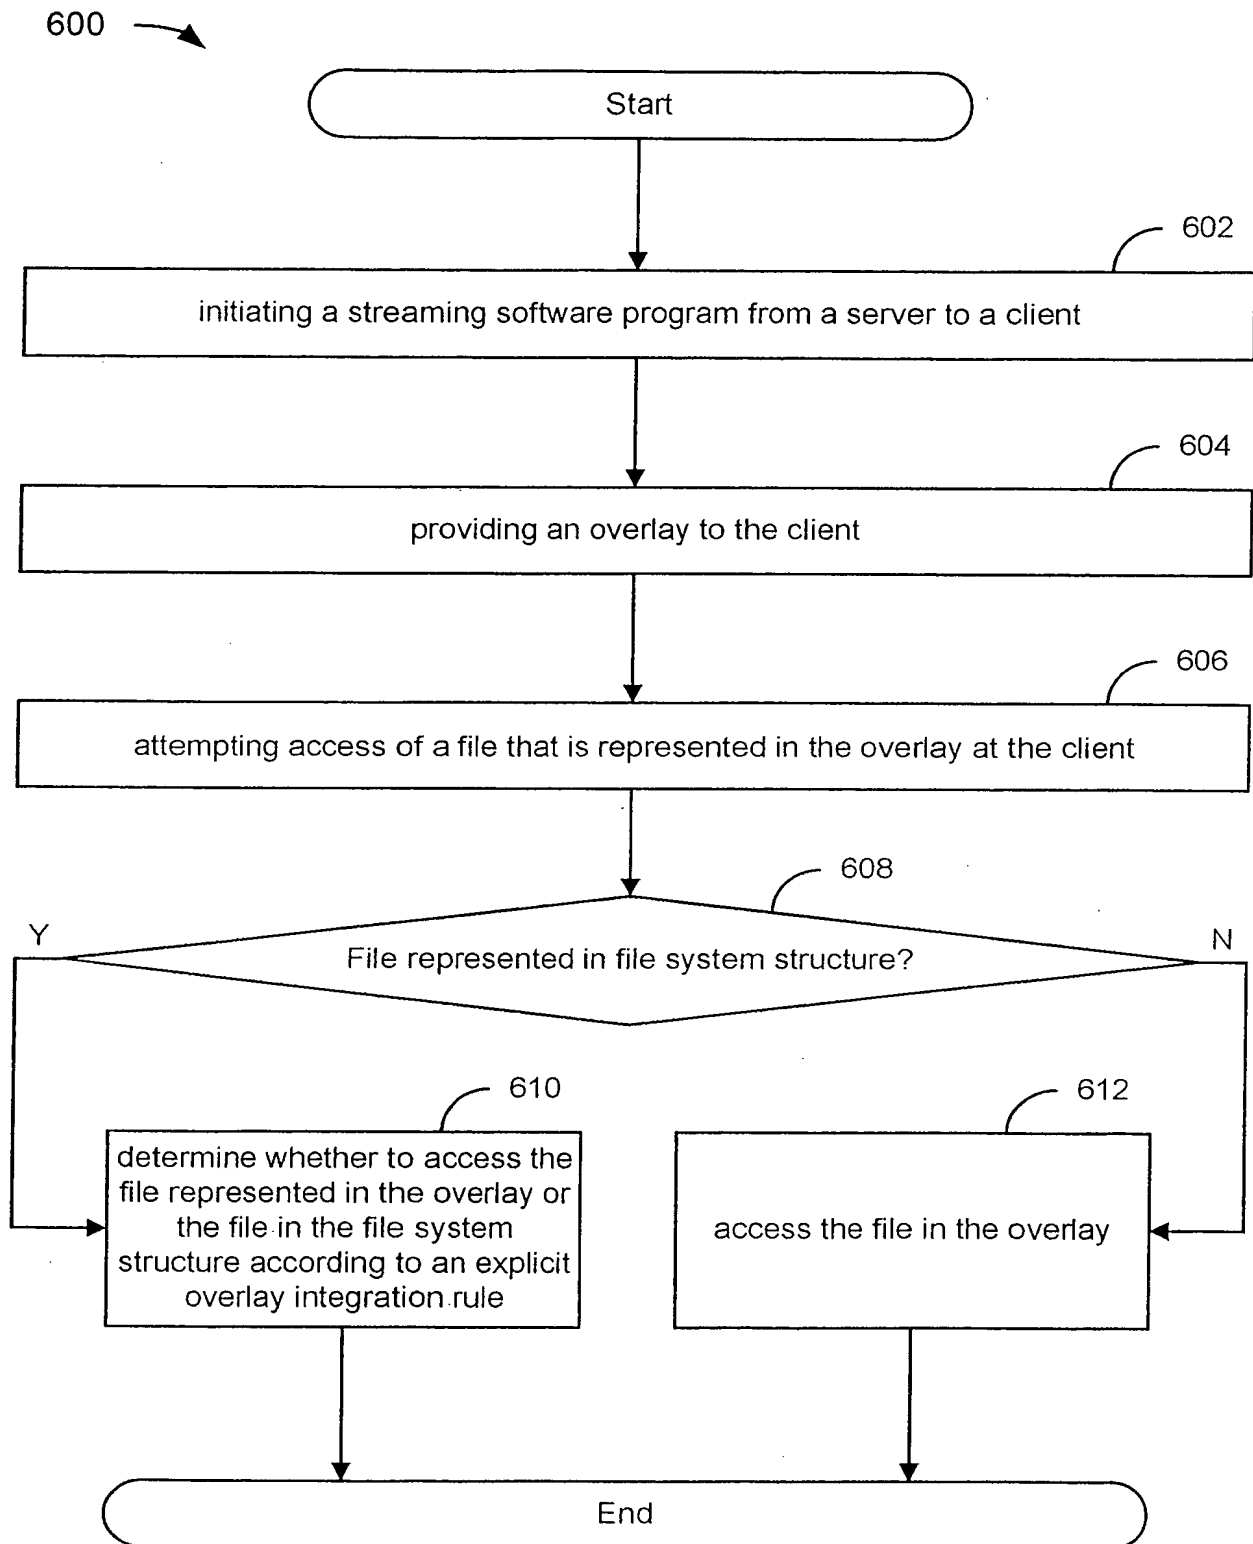 600
Start
602
initiating a streaming software program from a server to a client
604
providing an overlay to the client
606
attempting access of a file that is represented in the overlay at the client
608
Y
File represented in file system structure?
N
610
determine whether to access the
file represented in the overlay or
the file in the file system
structure according to an explicit
overlay integration rule
612
access the file in the overlay
End